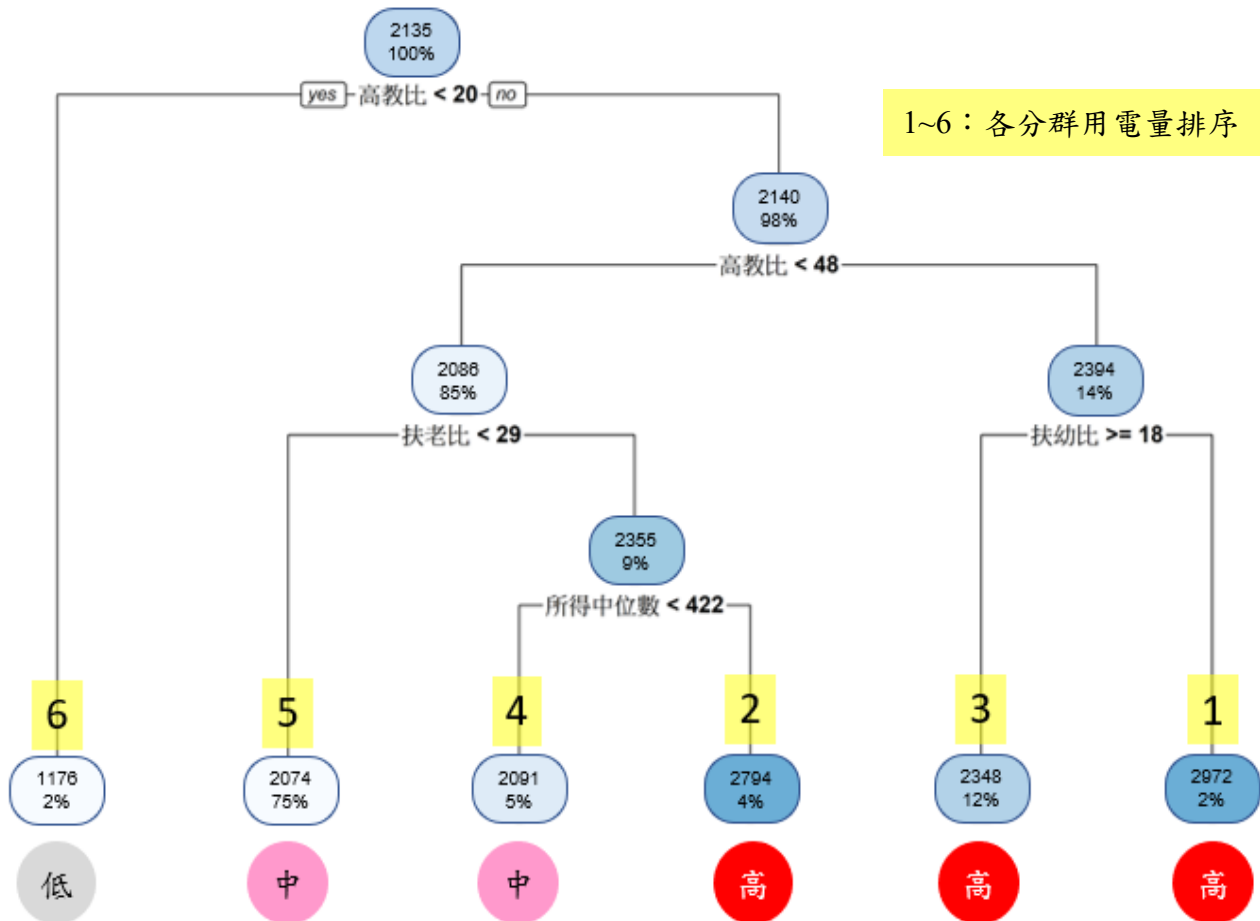 2135
100%
yes 高教比 < 20 no
1~6：各分群用電量排序
2140
98%
高教比 < 48
2086
85%
2394
14%
扶老比 < 29
扶幼比 >= 18
2355
9%
所得中位數 < 422
6 5 4 2 3 1
1176 2074 2091 2794 2348 2972
2% 75% 5% 4% 12% 2%
低 中 中 高 高 高